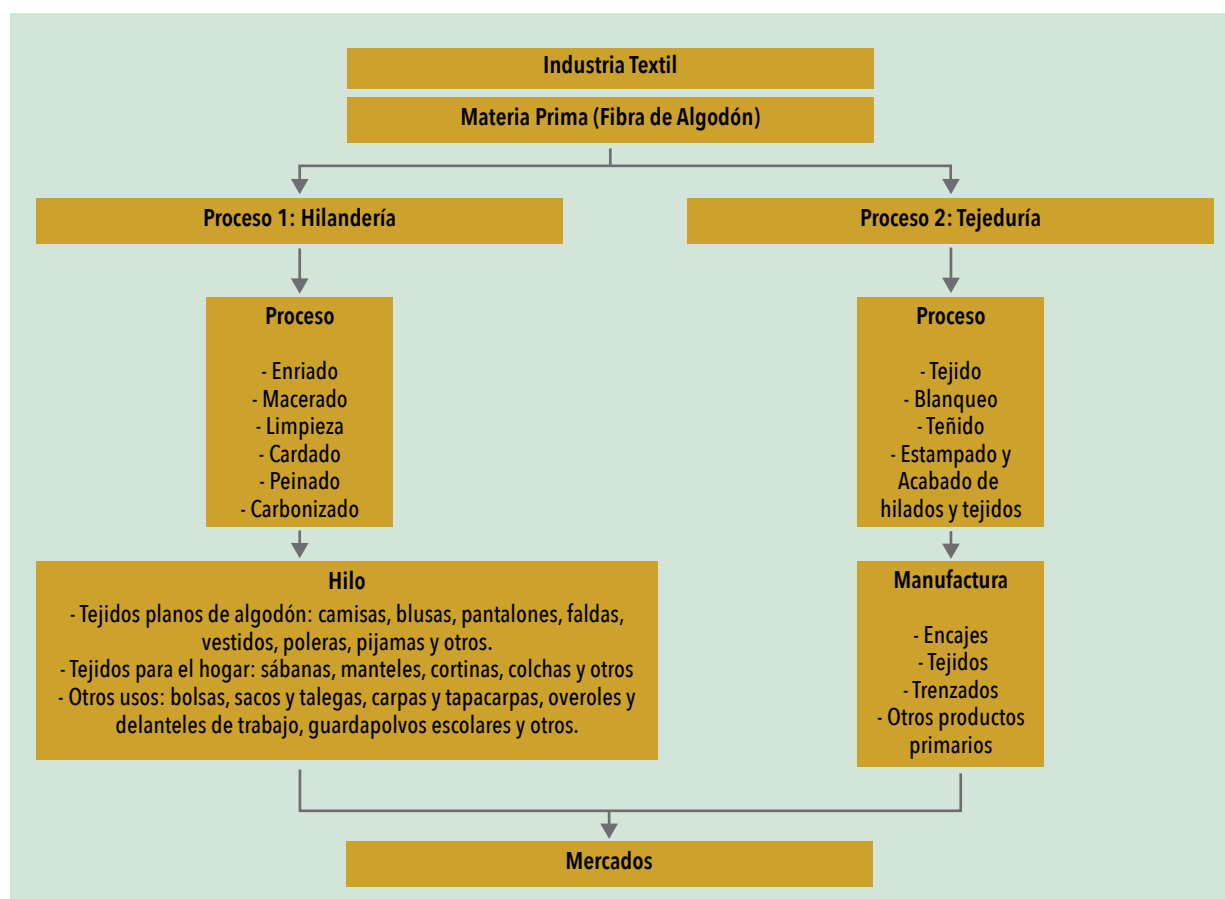 Industria Textil
Materia Prima (Fibra de Algodón)
Proceso 1: Hilandería
Proceso 2: Tejeduría
Proceso
- Enriado
- Macerado
- Limpieza
- Cardado
- Peinado
- Carbonizado
Proceso
- Tejido
- Blanqueo
- Teñido
- Estampado y
Acabado de
hilados y tejidos
Hilo
- Tejidos planos de algodón: camisas, blusas, pantalones, faldas,
vestidos, poleras, pijamas y otros.
- Tejidos para el hogar: sábanas, manteles, cortinas, colchas y otros
- Otros usos: bolsas, sacos y talegas, carpas y tapacarpas, overoles y
delanteles de trabajo, guardapolvos escolares y otros.
Manufactura
- Encajes
- Tejidos
- Trenzados
- Otros productos
primarios
Mercados